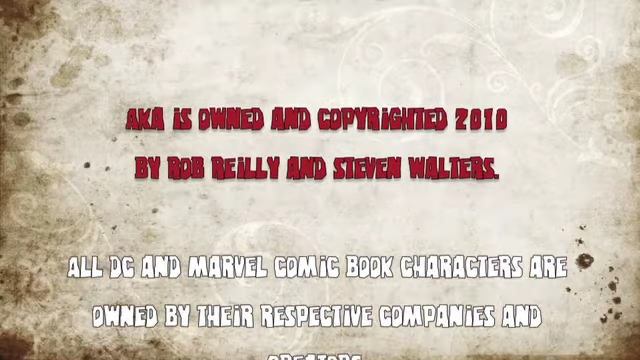 AKA IS OWNED AND COPYRIGHTED 2010
BY ROB REILLY AND STEVEN WALTERS.
ALL DC AND MARVEL COMIC BOOK CHARACTERS ARE
OWNED BY THEIR RESPECTIVE COMPANIES AND